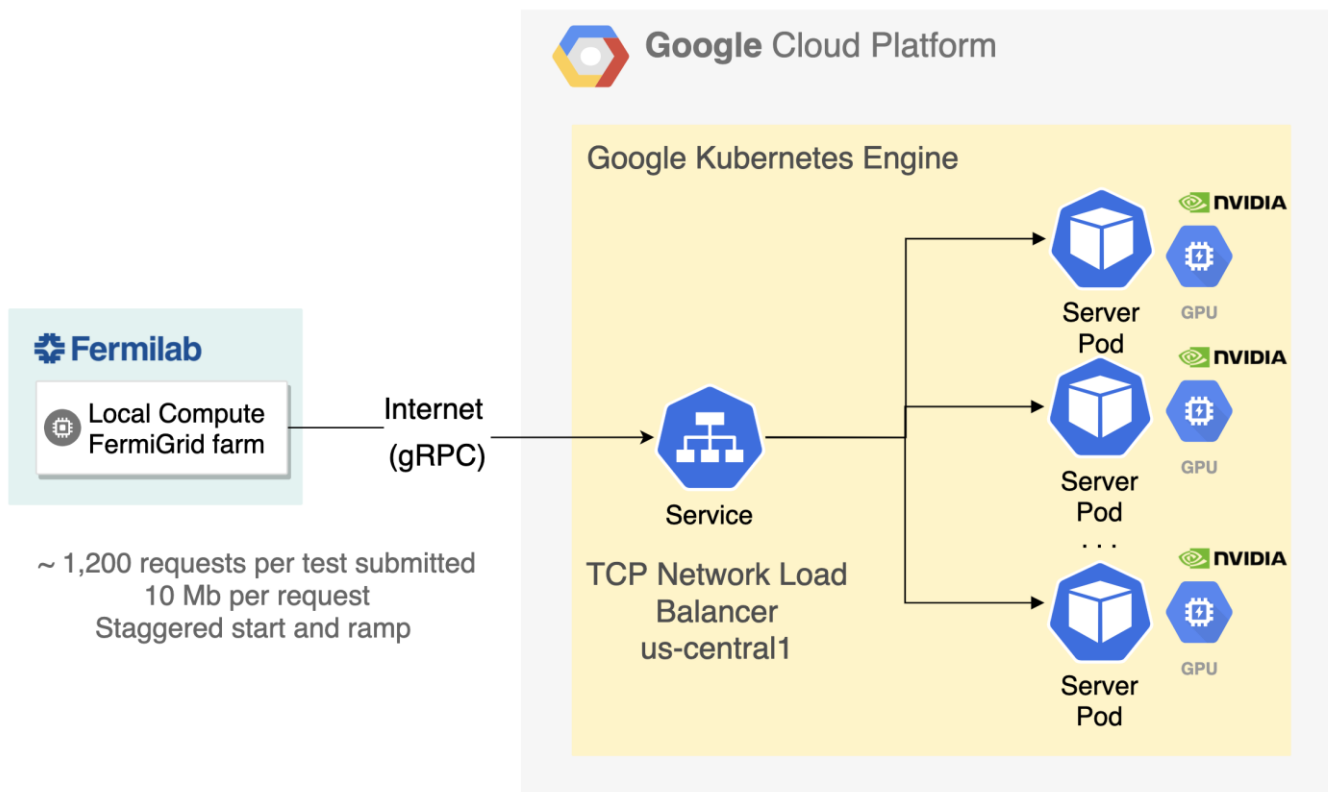 Google Cloud Platform
Google Kubernetes Engine
NVIDIA
GPU
Server
Pod
NVIDIA
GPU
Server
Pod
. . .
NVIDIA
GPU
Server
Pod
Fermilab
Local Compute
FermiGrid farm
Internet
(gRPC)
Service
~ 1,200 requests per test submitted
10 Mb per request
Staggered start and ramp
TCP Network Load
Balancer
us-central1